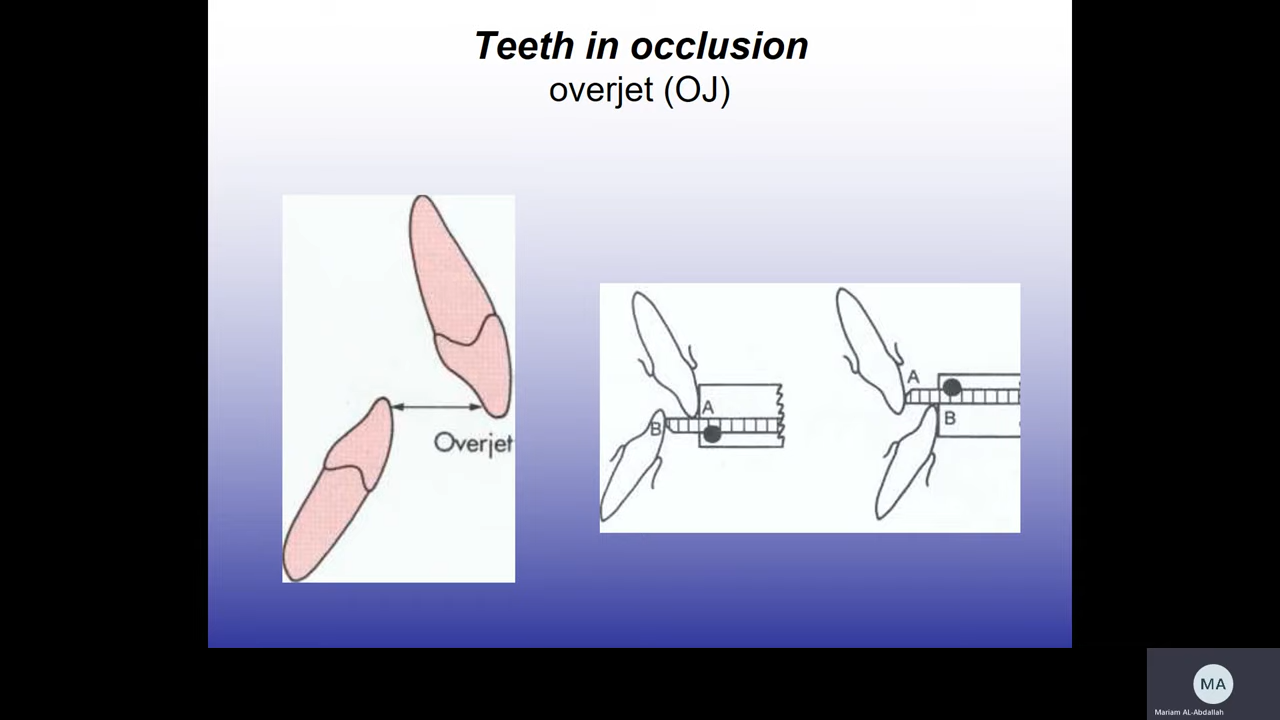 Teeth in occlusion
overjet (OJ)
Overjet
A
B
A
B
MA
Mariam AL-Abdallah